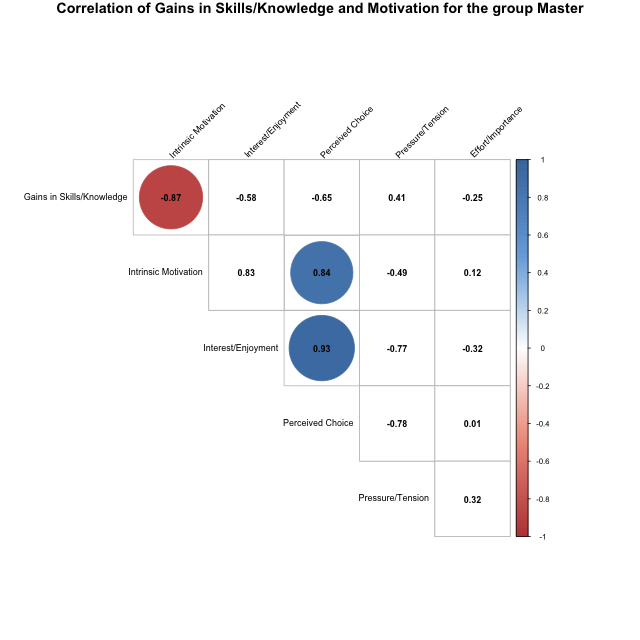 Correlation of Gains in Skills/Knowledge and Motivation for the group Master
Intrinsic Motivation
Interest/Enjoyment
Perceived Choice
Pressure/Tension
Effort/Importance
Gains in Skills/Knowledge
-0.87 -0.58 -0.65 0.41 -0.25
Intrinsic Motivation
0.83 0.84 -0.49 0.12
Interest/Enjoyment
0.93 -0.77 -0.32
Perceived Choice
-0.78 0.01
Pressure/Tension
0.32
1
0.8
0.6
0.4
0.2
0
-0.2
-0.4
-0.6
-0.8
-1